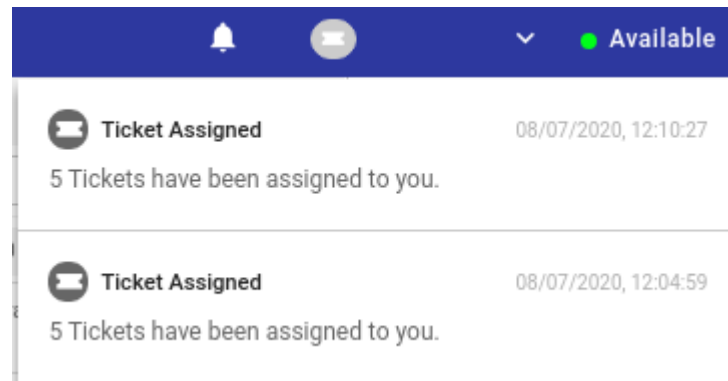 Available
Ticket Assigned 08/07/2020, 12:10:27
5 Tickets have been assigned to you.
Ticket Assigned 08/07/2020, 12:04:59
5 Tickets have been assigned to you.